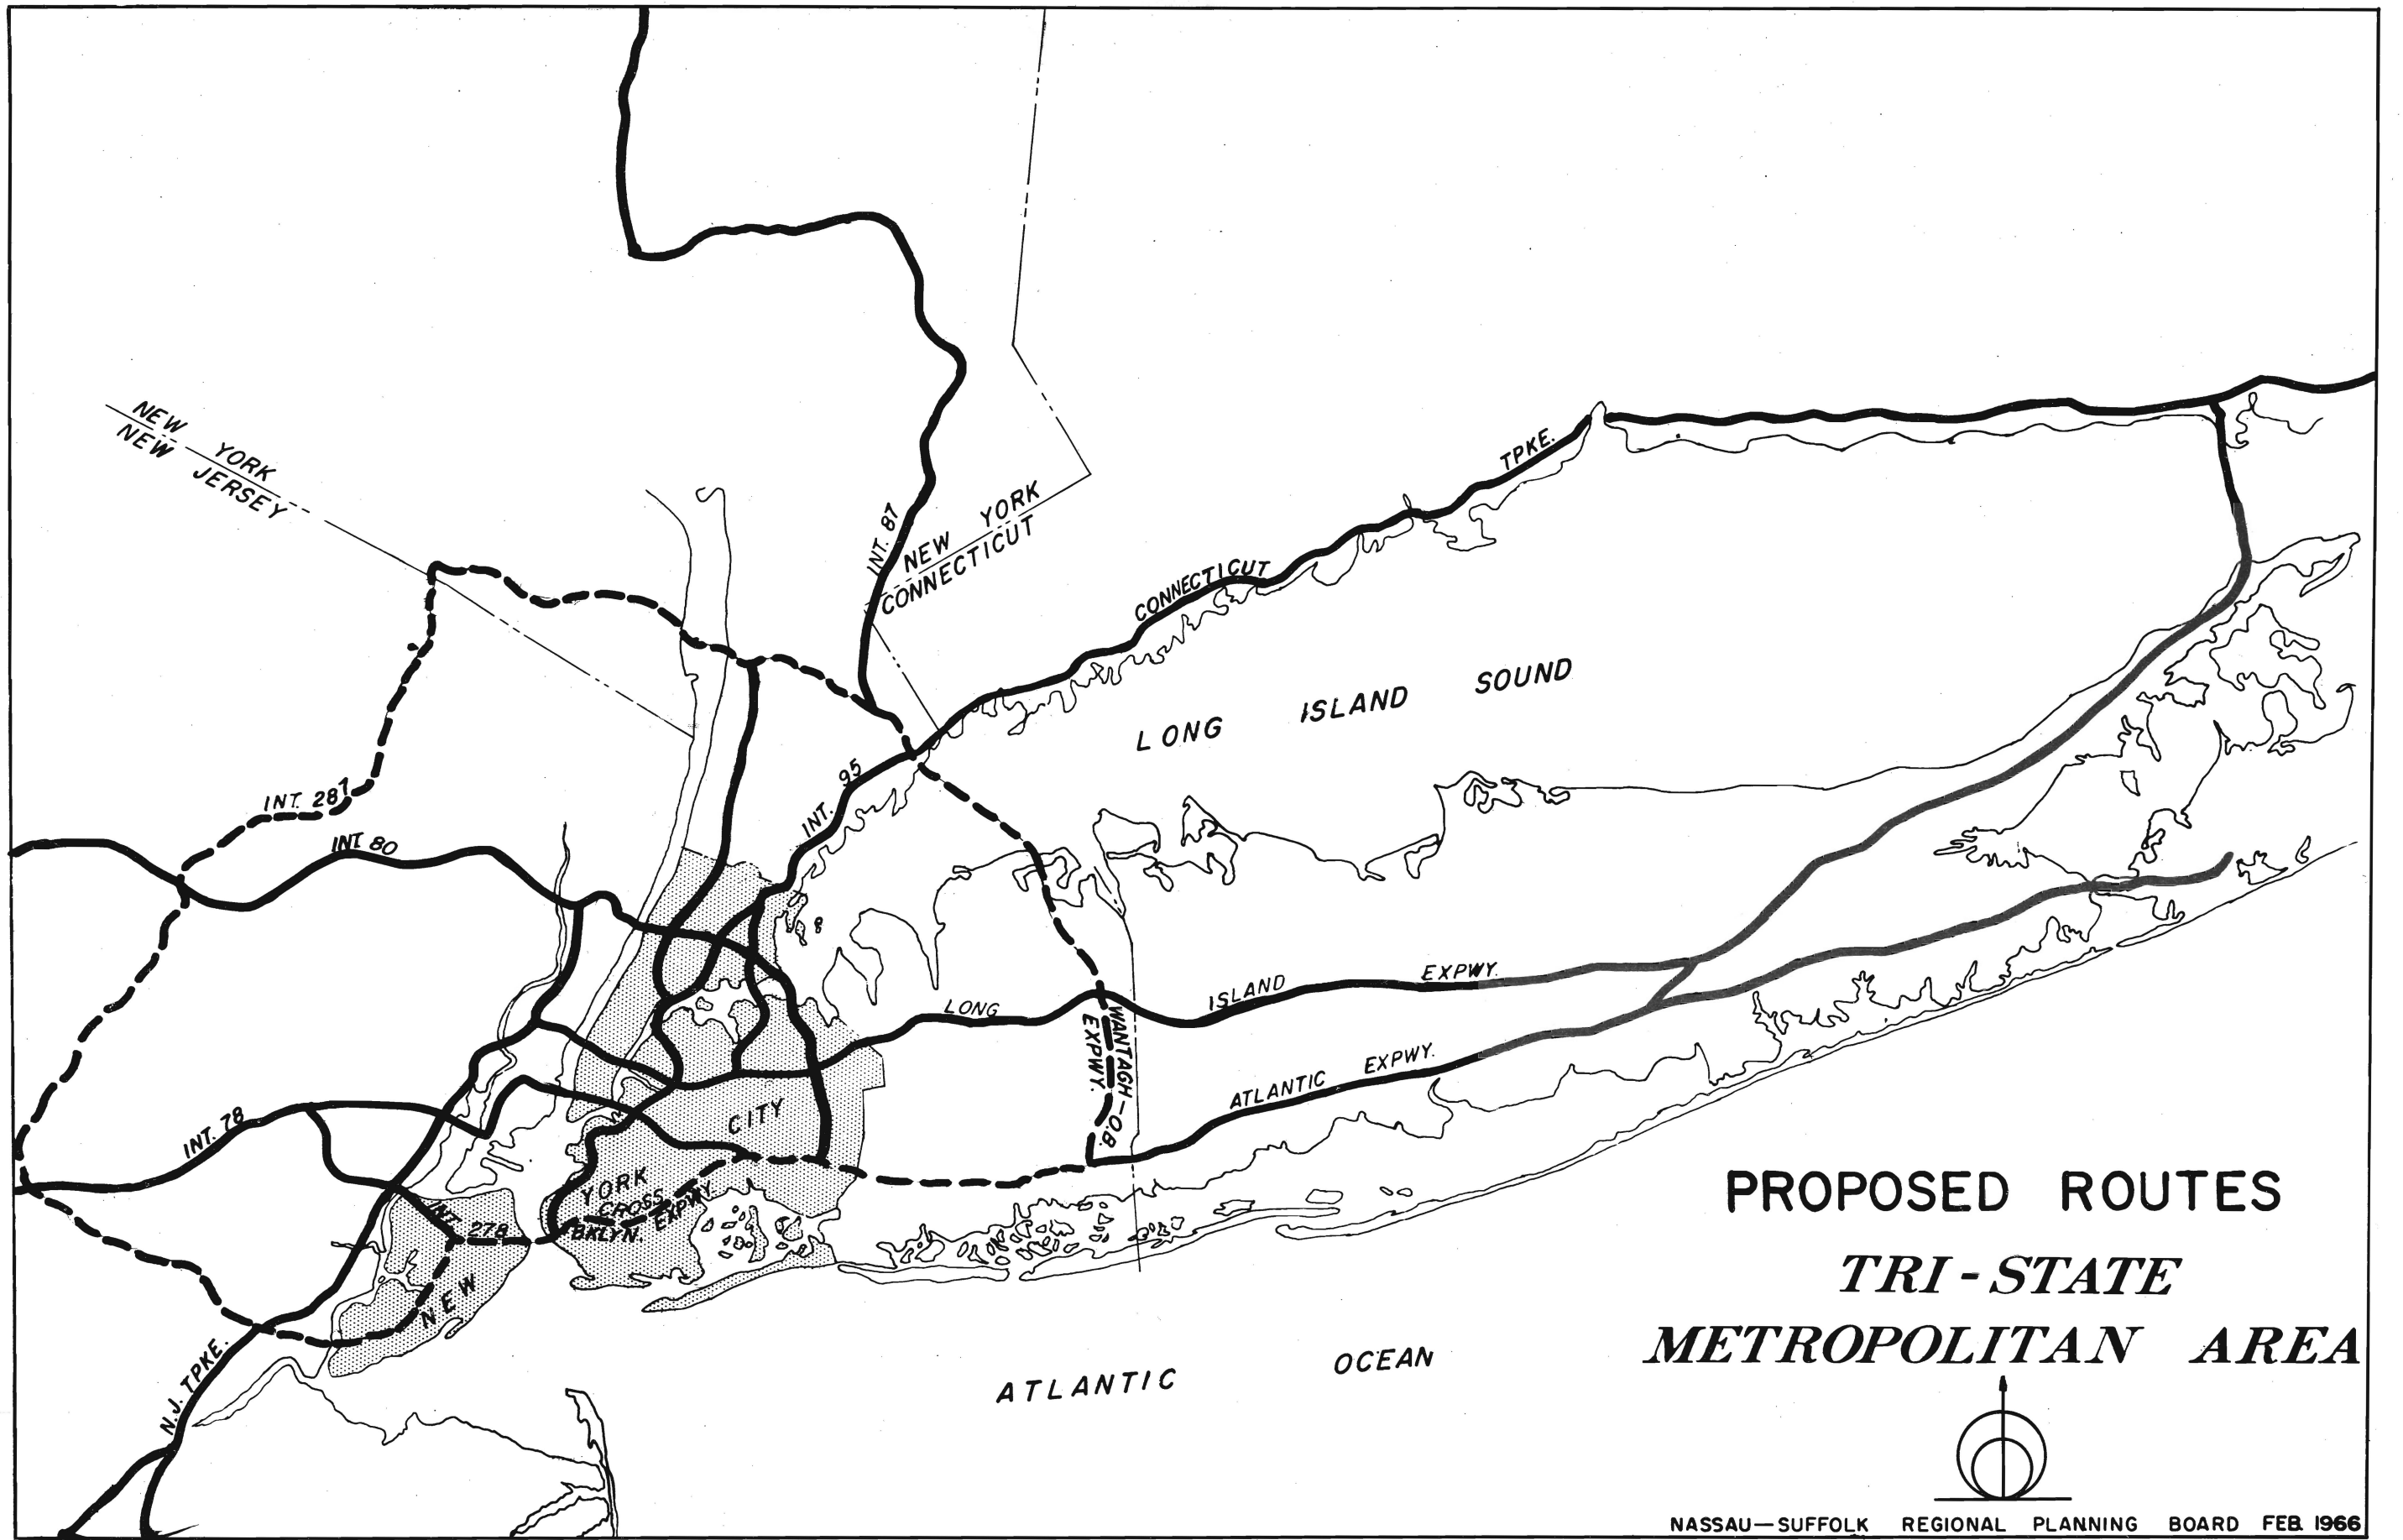 NEW YORK
NEW JERSEY
INT. 87
NEW YORK
CONNECTICUT
CONNECTICUT TPKE.
LONG ISLAND SOUND
INT. 287
INT 80
INT. 95
LONG ISLAND EXPWY.
WANTAGH-O.B.
EXPWY.
ATLANTIC EXPWY.
INT. 78
NEW YORK CITY
CROSS
BKLYN. EXPWY.
INT. 278
N.J. TPKE.
ATLANTIC OCEAN
PROPOSED ROUTES
TRI-STATE
METROPOLITAN AREA
NASSAU-SUFFOLK REGIONAL PLANNING BOARD FEB. 1966